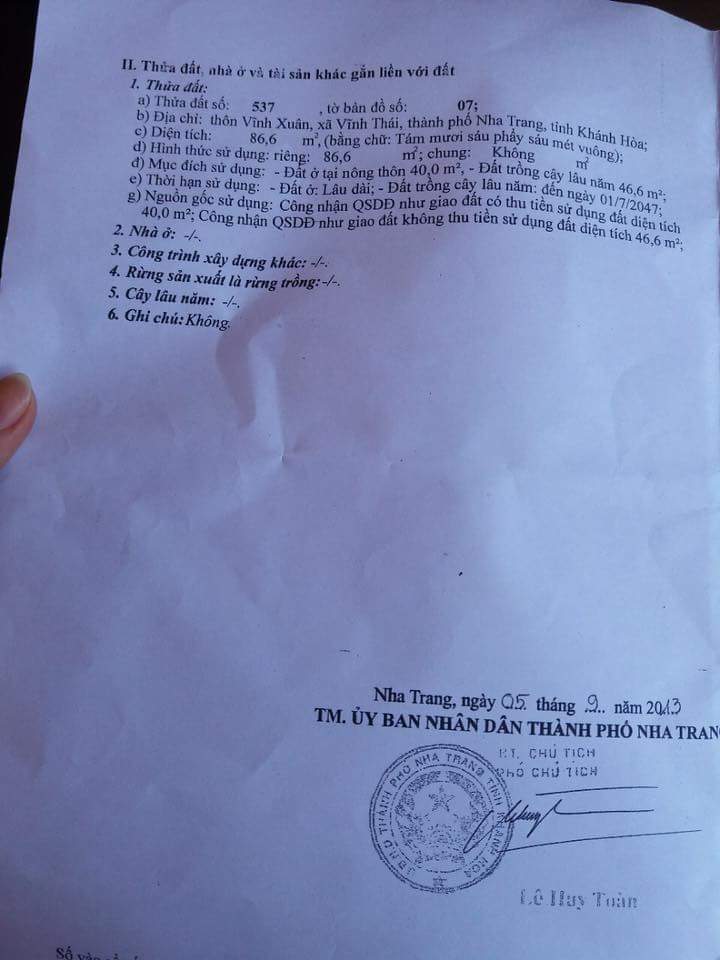 II. Thửa đất, nhà ở và tài sản khác gắn liền với đất
1. Thửa đất:
a) Thửa đất số: 537 , tờ bản đồ số: 07;
b) Địa chỉ: thôn Vĩnh Xuân, xã Vĩnh Thái, thành phố Nha Trang, tỉnh Khánh Hòa;
c) Diện tích: 86,6 m², (bằng chữ: Tám mươi sáu phẩy sáu mét vuông);
d) Hình thức sử dụng: riêng: 86,6 m²; chung: Không m²
đ) Mục đích sử dụng: - Đất ở tại nông thôn 40,0 m², - Đất trồng cây lâu năm 46,6 m²;
e) Thời hạn sử dụng: - Đất ở: Lâu dài; - Đất trồng cây lâu năm: đến ngày 01/7/2047;
g) Nguồn gốc sử dụng: Công nhận QSDĐ như giao đất có thu tiền sử dụng đất diện tích
40,0 m²; Công nhận QSDĐ như giao đất không thu tiền sử dụng đất diện tích 46,6 m²;
2. Nhà ở: -/-.
3. Công trình xây dựng khác: -/-.
4. Rừng sản xuất là rừng trồng: -/-.
5. Cây lâu năm: -/-.
6. Ghi chú: Không.
Nha Trang, ngày 05 tháng 9.. năm 2013
TM. ỦY BAN NHÂN DÂN THÀNH PHỐ NHA TRANG
KT. CHỦ TỊCH
PHÓ CHỦ TỊCH
U.B.N.D THÀNH PHỐ NHA TRANG TỈNH KHÁNH HÒA
Lê Huy Toàn
Số vào sổ